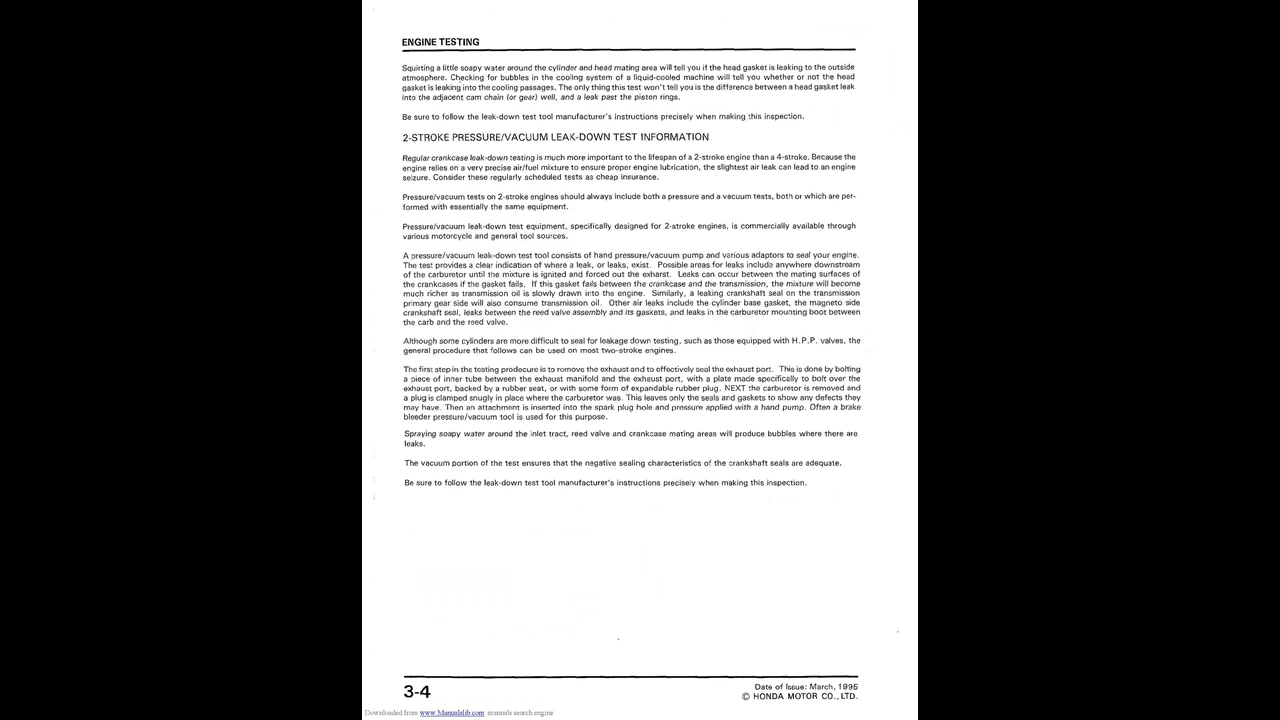 ENGINE TESTING
Squirting a little soapy water around the cylinder and head mating area will tell you if the head gasket is leaking to the outside
atmosphere. Checking for bubbles in the cooling system of a liquid-cooled machine will tell you whether or not the head
gasket is leaking into the cooling passages. The only thing this test won't tell you is the difference between a head gasket leak
into the adjacent cam chain (or gear) well, and a leak past the piston rings.
Be sure to follow the leak-down test tool manufacturer's instructions precisely when making this inspection.
2-STROKE PRESSURE/VACUUM LEAK-DOWN TEST INFORMATION
Regular crankcase leak-down testing is much more important to the lifespan of a 2-stroke engine than a 4-stroke. Because the
engine relies on a very precise air/fuel mixture to ensure proper engine lubrication, the slightest air leak can lead to an engine
seizure. Consider these regularly scheduled tests as cheap insurance.
Pressure/vacuum tests on 2-stroke engines should always include both a pressure and a vacuum tests, both or which are per-
formed with essentially the same equipment.
Pressure/vacuum leak-down test equipment, specifically designed for 2-stroke engines, is commercially available through
various motorcycle and general tool sources.
A pressure/vacuum leak-down test tool consists of hand pressure/vacuum pump and various adaptors to seal your engine.
The test provides a clear indication of where a leak, or leaks, exist. Possible areas for leaks include anywhere downstream
of the carburetor until the mixture is ignited and forced out the exharst. Leaks can occur between the mating surfaces of
the crankcases if the gasket fails. If this gasket fails between the crankcase and the transmission, the mixture will become
much richer as transmission oil is slowly drawn into the engine. Similarly, a leaking crankshaft seal on the transmission
primary gear side will also consume transmission oil. Other air leaks include the cylinder base gasket, the magneto side
crankshaft seal, leaks between the reed valve assembly and its gaskets, and leaks in the carburetor mounting boot between
the carb and the reed valve.
Although some cylinders are more difficult to seal for leakage down testing, such as those equipped with H.P.P. valves, the
general procedure that follows can be used on most two-stroke engines.
The first step in the testing prodecure is to romove the exhaust and to effectively seal the exhaust port. This is done by bolting
a piece of inner tube between the exhaust manifold and the exhaust port, with a plate made specifically to bolt over the
exhaust port, backed by a rubber seat, or with some form of expandable rubber plug. NEXT the carburetor is removed and
a plug is clamped snugly in place where the carburetor was. This leaves only the seals and gaskets to show any defects they
may have. Then an attachment is inserted into the spark plug hole and pressure applied with a hand pump. Often a brake
bleeder pressure/vacuum tool is used for this purpose.
Spraying soapy water around the inlet tract, reed valve and crankcase mating areas will produce bubbles where there are
leaks.
The vacuum portion of the test ensures that the negative sealing characteristics of the crankshaft seals are adequate.
Be sure to follow the leak-down test tool manufacturer's instructions precisely when making this inspection.
3-4
Date of Issue: March, 1995
© HONDA MOTOR CO., LTD.
Downloaded from www.Manualslib.com manuals search engine